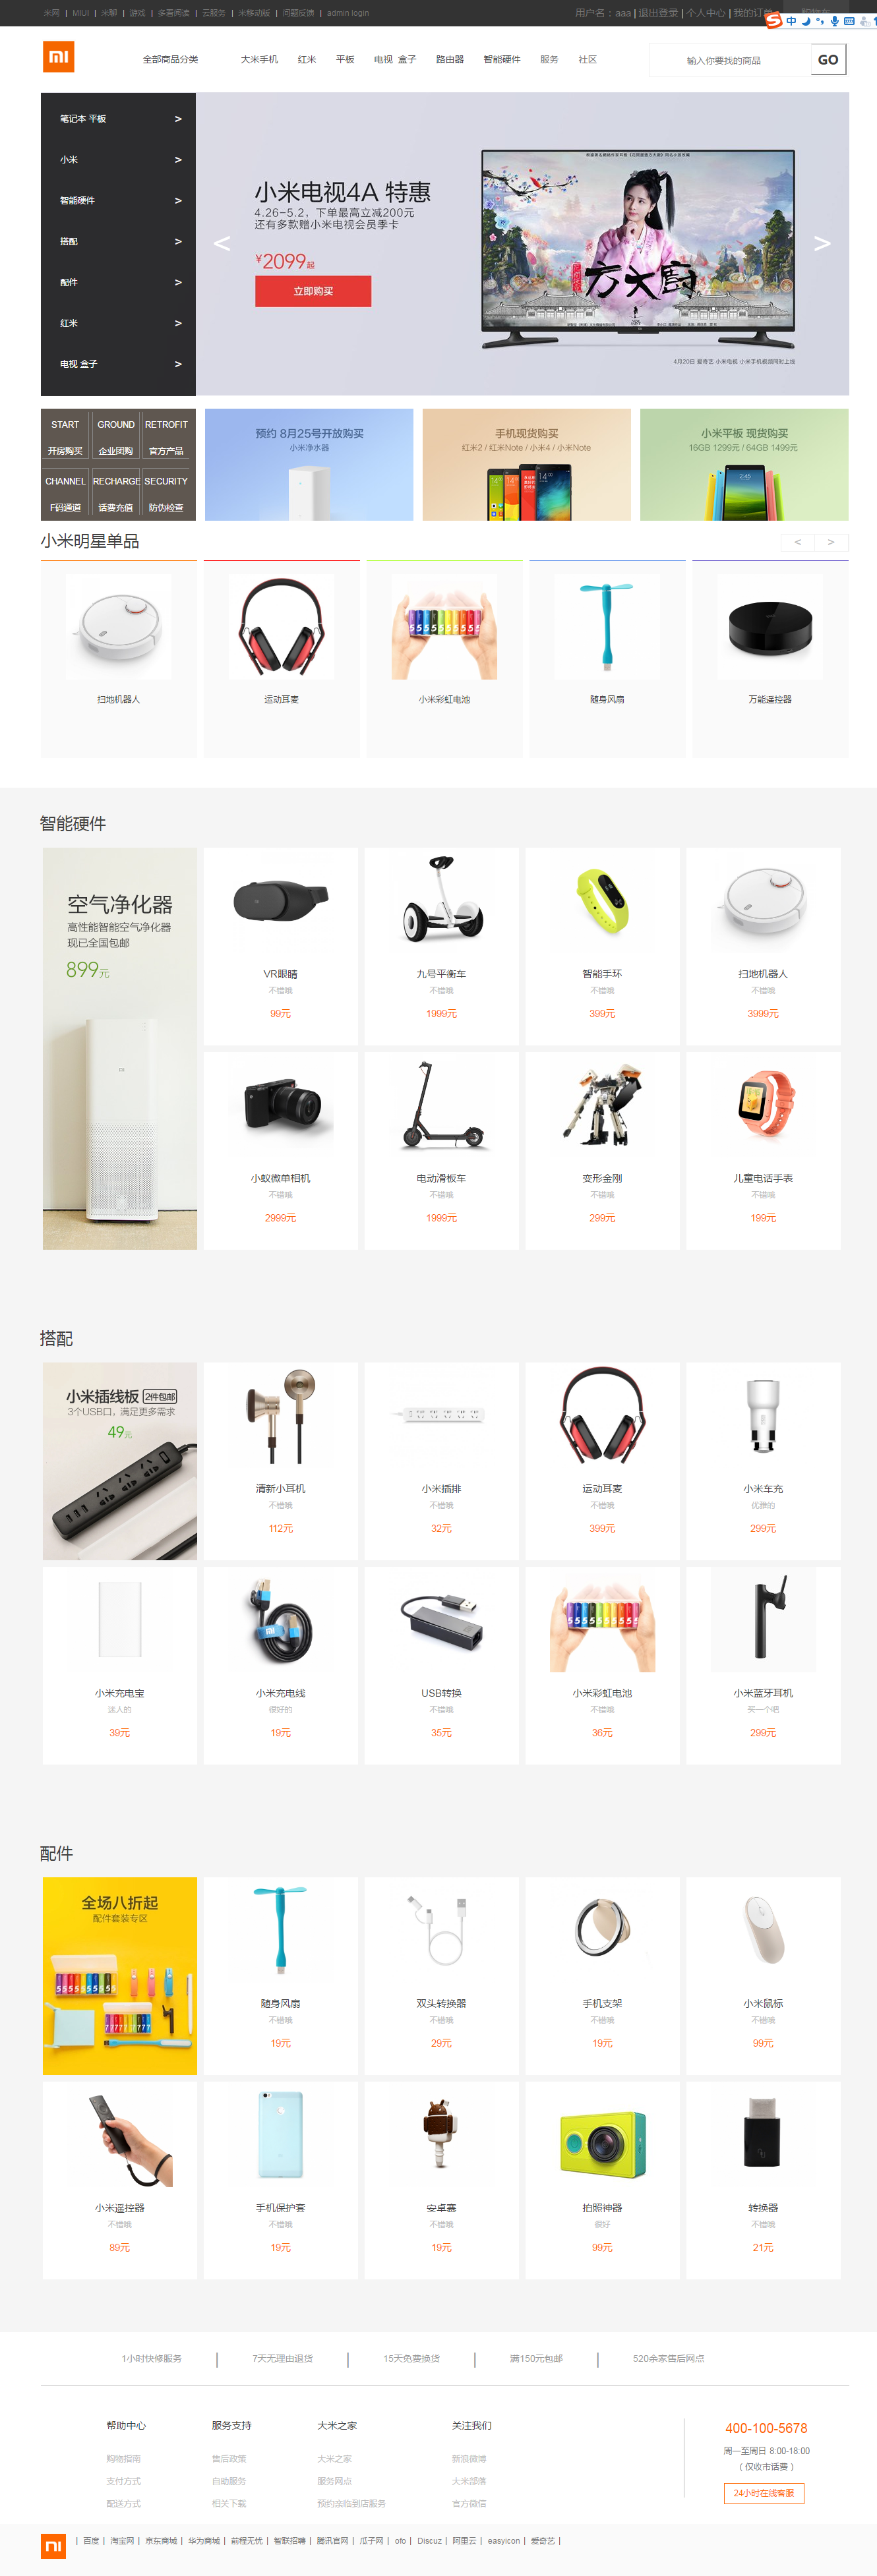 米网 | MIUI | 米聊 | 游戏 | 多看阅读 | 云服务 | 米移动版 | 问题反馈 | admin login
用户名：aaa | 退出登录 | 个人中心 | 我的订单
中
全部商品分类 大米手机 红米 平板 电视 盒子 路由器 智能硬件 服务 社区 输入你要找的商品 GO
笔记本 平板 >
小米 >
智能硬件 >
搭配 >
配件 >
红米 >
电视 盒子 >
小米电视4A 特惠
4.26-5.2，下单最高立减200元
还有多款赠小米电视会员季卡
¥2099起
立即购买
< >
4月20日 爱奇艺 小米电视 小米手机视频同时上线
START GROUND RETROFIT
开房购买 企业团购 官方产品
CHANNEL RECHARGE SECURITY
F码通道 话费充值 防伪检查
预约 8月25号开放购买
小米净水器
手机现货购买
红米2 / 红米Note / 小米4 / 小米Note
小米平板 现货购买
16GB 1299元 / 64GB 1499元
小米明星单品 < >
扫地机器人 运动耳麦 小米彩虹电池 随身风扇 万能遥控器
智能硬件
空气净化器
高性能智能空气净化器
现已全国包邮
899元
VR眼睛 九号平衡车 智能手环 扫地机器人
不错哦 不错哦 不错哦 不错哦
99元 1999元 399元 3999元
小蚁微单相机 电动滑板车 变形金刚 儿童电话手表
不错哦 不错哦 不错哦 不错哦
2999元 1999元 299元 199元
搭配
小米插线板 2件包邮
3个USB口，满足更多需求
49元
清新小耳机 小米插排 运动耳麦 小米车充
不错哦 不错哦 不错哦 优雅的
112元 32元 399元 299元
小米充电宝 小米充电线 USB转换 小米彩虹电池 小米蓝牙耳机
迷人的 很好的 不错哦 不错哦 买一个吧
39元 19元 35元 36元 299元
配件
全场八折起
配件套装专区
随身风扇 双头转换器 手机支架 小米鼠标
不错哦 不错哦 不错哦 不错哦
19元 29元 19元 99元
小米遥控器 手机保护套 安卓赛 拍照神器 转换器
不错哦 不错哦 不错哦 很好 不错哦
89元 19元 19元 99元 21元
1小时快修服务 7天无理由退货 15天免费换货 满150元包邮 520余家售后网点
帮助中心 服务支持 大米之家 关注我们
购物指南 售后政策 大米之家 新浪微博
支付方式 自助服务 服务网点 大米部落
配送方式 相关下载 预约亲临到店服务 官方微信
400-100-5678
周一至周日 8:00-18:00
（仅收市话费）
24小时在线客服
| 百度 | 淘宝网 | 京东商城 | 华为商城 | 前程无忧 | 智联招聘 | 腾讯官网 | 瓜子网 | ofo | Discuz | 阿里云 | easyicon | 爱奇艺 |